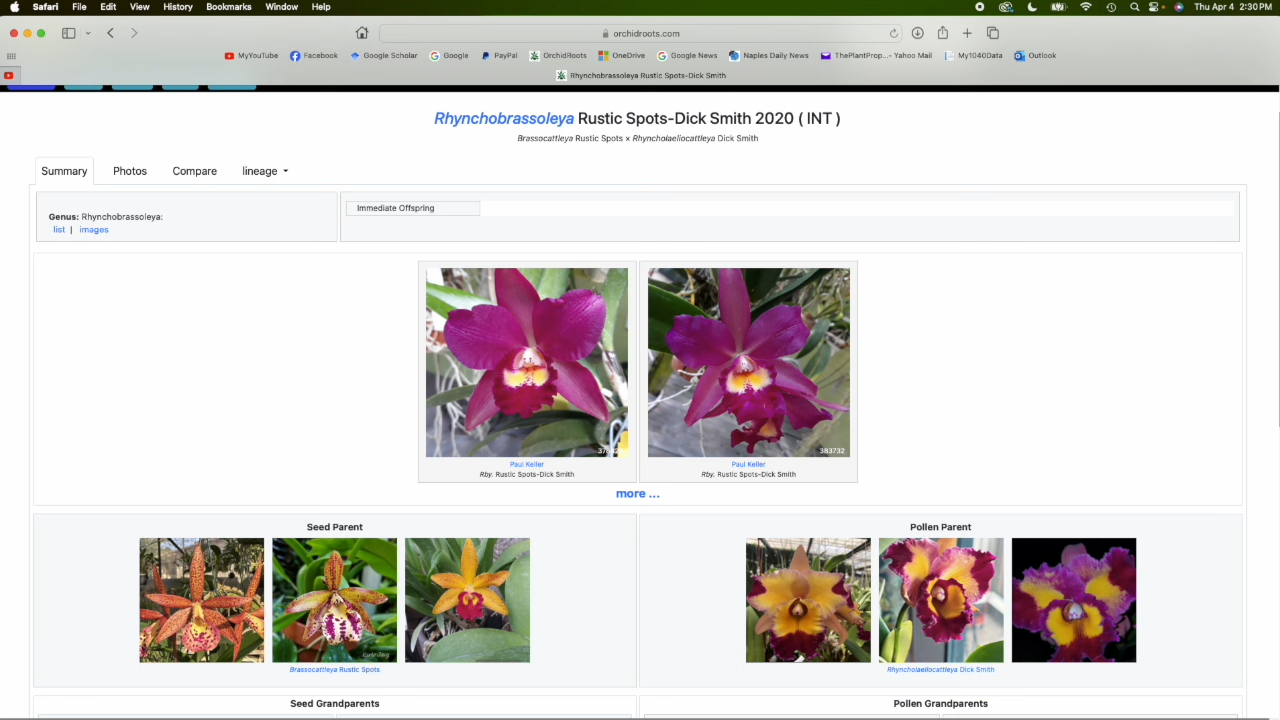 Safari File Edit View History Bookmarks Window Help Thu Apr 4 2:30 PM
orchidroots.com
MyYouTube Facebook Google Scholar Google PayPal OrchidRoots OneDrive Google News Naples Daily News ThePlantProp... - Yahoo Mail My1040Data Outlook
Rhynchobrassoleya Rustic Spots-Dick Smith
Rhynchobrassoleya Rustic Spots-Dick Smith 2020 ( INT )
Brassocattleya Rustic Spots × Rhyncholaeliocattleya Dick Smith
Summary Photos Compare lineage
Genus: Rhynchobrassoleya:
list | images
Immediate Offspring
383732
Paul Keller Paul Keller
Rby. Rustic Spots-Dick Smith Rby. Rustic Spots-Dick Smith
more ...
Seed Parent Pollen Parent
Brassocattleya Rustic Spots Rhyncholaeliocattleya Dick Smith
Seed Grandparents Pollen Grandparents